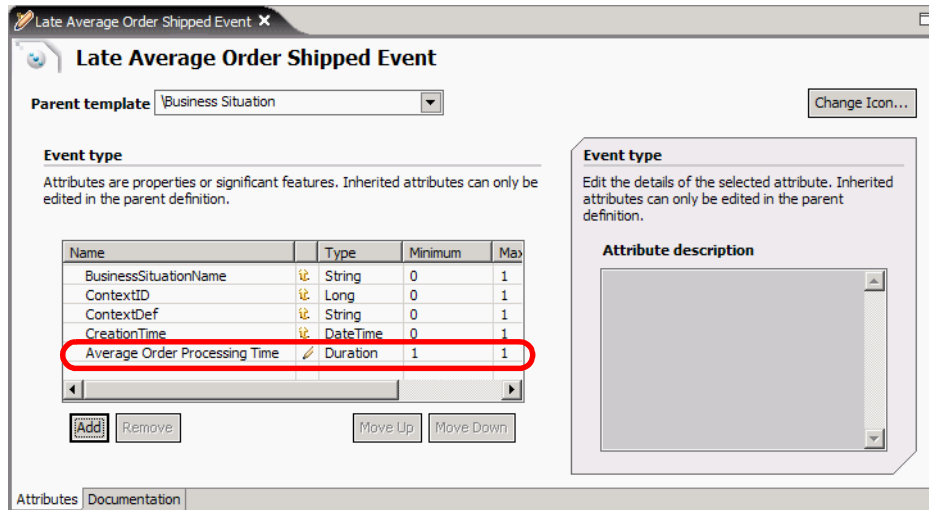 Late Average Order Shipped Event
Late Average Order Shipped Event
Parent template \Business Situation
Change Icon...
Event type
Attributes are properties or significant features. Inherited attributes can only be
edited in the parent definition.
Name Type Minimum Max
BusinessSituationName String 0 1
ContextID Long 0 1
ContextDef String 0 1
CreationTime DateTime 0 1
Average Order Processing Time Duration 1 1
Add Remove Move Up Move Down
Event type
Edit the details of the selected attribute. Inherited
attributes can only be edited in the parent
definition.
Attribute description
Attributes Documentation